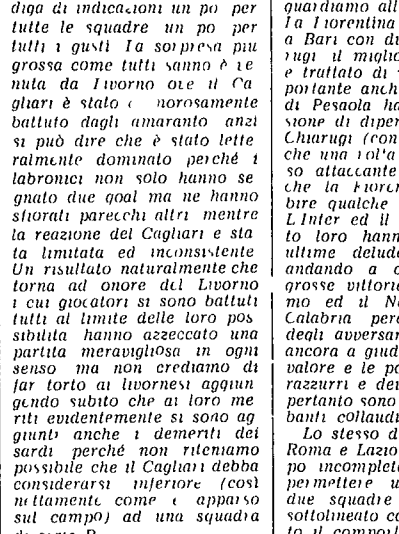 diga di indicazioni un po per
tutte le squadre un po per
tutti i gusti La sorpresa piu
grossa come tutti sanno è ve
nuta da Livorno ove il Ca
gliari è stato norosamente
battuto dagli amaranto anzi
si può dire che è stato lette
ralmente dominato perché i
labronici non solo hanno se
gnato due goal ma ne hanno
sfiorati parecchi altri mentre
la reazione del Cagliari e sta
ta limitata ed inconsistente
Un risultato naturalmente che
torna ad onore del Livorno
i cui giocatori si sono battuti
tutti al limite delle loro pos
sibilita hanno azzeccato una
partita meravigliosa in ogni
senso ma non crediamo di
far torto ai livornesi aggiun
gendo subito che ai loro me
riti evidentemente si sono ag
giunti anche i demeriti dei
sardi perché non riteniamo
possibile che il Cagliari debba
considerarsi inferiore (così
nettamente come è apparso
sul campo) ad una squadra
guardiamo all
La Fiorentina
a Bari con di
rugi il miglio
e trattato di
portante anch
di Pesaola ha
sione di diper
Chiarugi (con
che una volta
so attaccante
che la Fioren
bire qualche
L Inter ed il
to loro hann
ultime delude
andando a c
grosse vittorie
mo ed il N
Calabria per
degli avversar
ancora a giud
valore e le po
razzurri e dei
pertanto sono
banti collaudi
Lo stesso d
Roma e Lazio
po incomplet
permettere u
due squadre
sottolineato co
to il comport